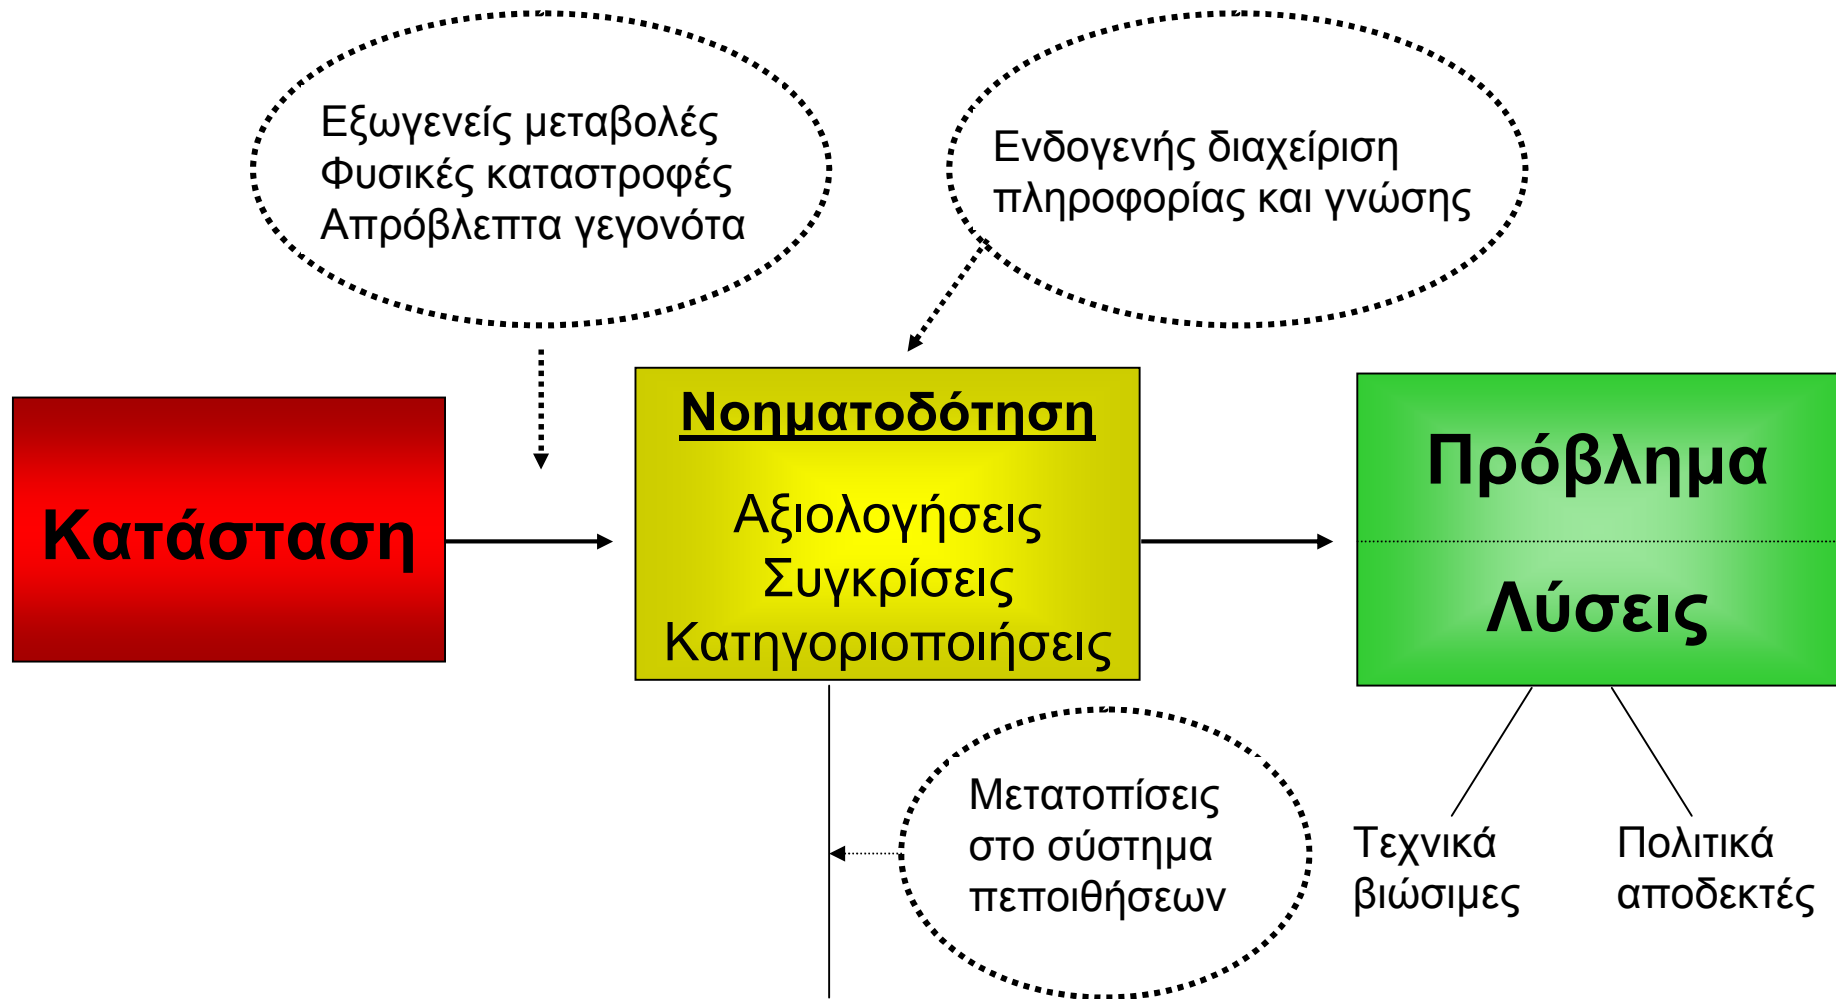 Εξωγενείς μεταβολές
Φυσικές καταστροφές
Απρόβλεπτα γεγονότα
Ενδογενής διαχείριση
πληροφορίας και γνώσης
Κατάσταση
Νοηματοδότηση
Αξιολογήσεις
Συγκρίσεις
Κατηγοριοποιήσεις
Πρόβλημα
Λύσεις
Μετατοπίσεις
στο σύστημα
πεποιθήσεων
Τεχνικά
βιώσιμες
Πολιτικά
αποδεκτές